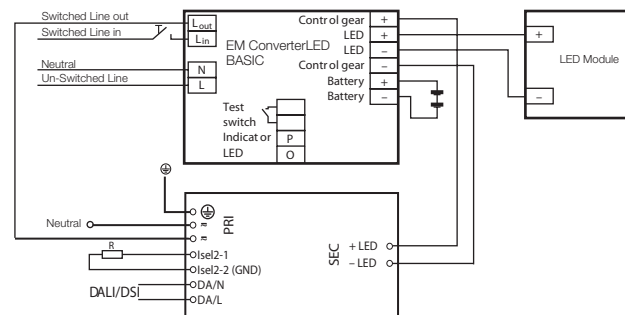 Switched Line out
Switched Line in
Neutral
Un-Switched Line
Lout
Lin
N
L
EM ConverterLED
BASIC
Test
switch
Indicator
LED
P
O
Control gear +
LED +
LED –
Control gear –
Battery +
Battery –
+
–
LED Module
Neutral
R
PRI
≂
≂
Isel2-1
Isel2-2 (GND)
DALI/DSI
DA/N
DA/L
SEC
+ LED
– LED